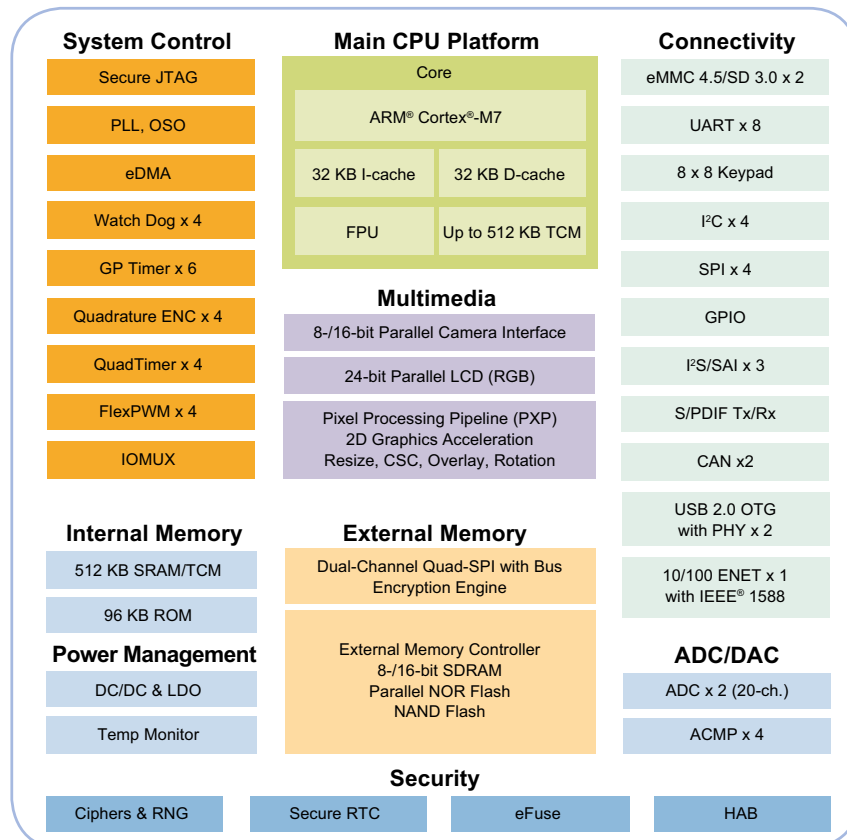 System Control
Secure JTAG
PLL, OSO
eDMA
Watch Dog x 4
GP Timer x 6
Quadrature ENC x 4
QuadTimer x 4
FlexPWM x 4
IOMUX
Main CPU Platform
Core
ARM® Cortex®-M7
32 KB I-cache
32 KB D-cache
FPU
Up to 512 KB TCM
Multimedia
8-/16-bit Parallel Camera Interface
24-bit Parallel LCD (RGB)
Pixel Processing Pipeline (PXP)
2D Graphics Acceleration
Resize, CSC, Overlay, Rotation
Connectivity
eMMC 4.5/SD 3.0 x 2
UART x 8
8 x 8 Keypad
I²C x 4
SPI x 4
GPIO
I²S/SAI x 3
S/PDIF Tx/Rx
CAN x2
USB 2.0 OTG
with PHY x 2
10/100 ENET x 1
with IEEE® 1588
Internal Memory
512 KB SRAM/TCM
96 KB ROM
Power Management
DC/DC & LDO
Temp Monitor
External Memory
Dual-Channel Quad-SPI with Bus
Encryption Engine
External Memory Controller
8-/16-bit SDRAM
Parallel NOR Flash
NAND Flash
ADC/DAC
ADC x 2 (20-ch.)
ACMP x 4
Security
Ciphers & RNG
Secure RTC
eFuse
HAB